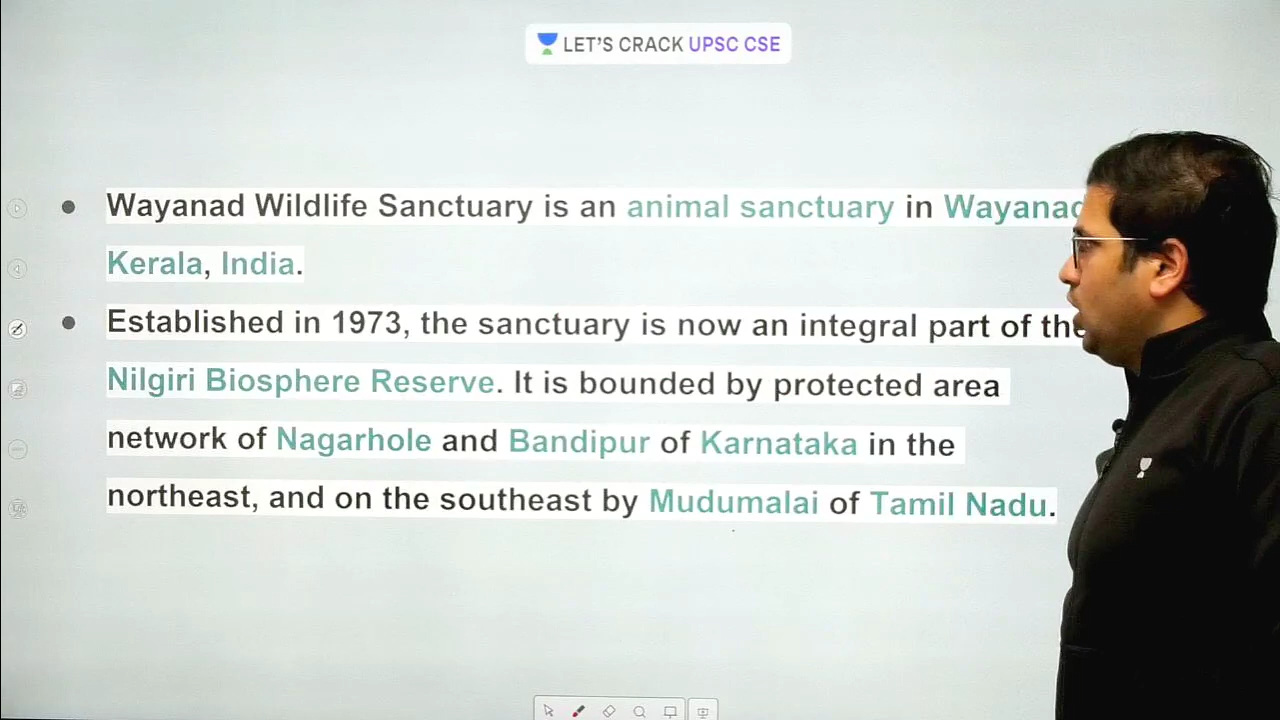 LET'S CRACK UPSC CSE
Wayanad Wildlife Sanctuary is an animal sanctuary in Wayanad
Kerala, India.
Established in 1973, the sanctuary is now an integral part of the
Nilgiri Biosphere Reserve. It is bounded by protected area
network of Nagarhole and Bandipur of Karnataka in the
northeast, and on the southeast by Mudumalai of Tamil Nadu.